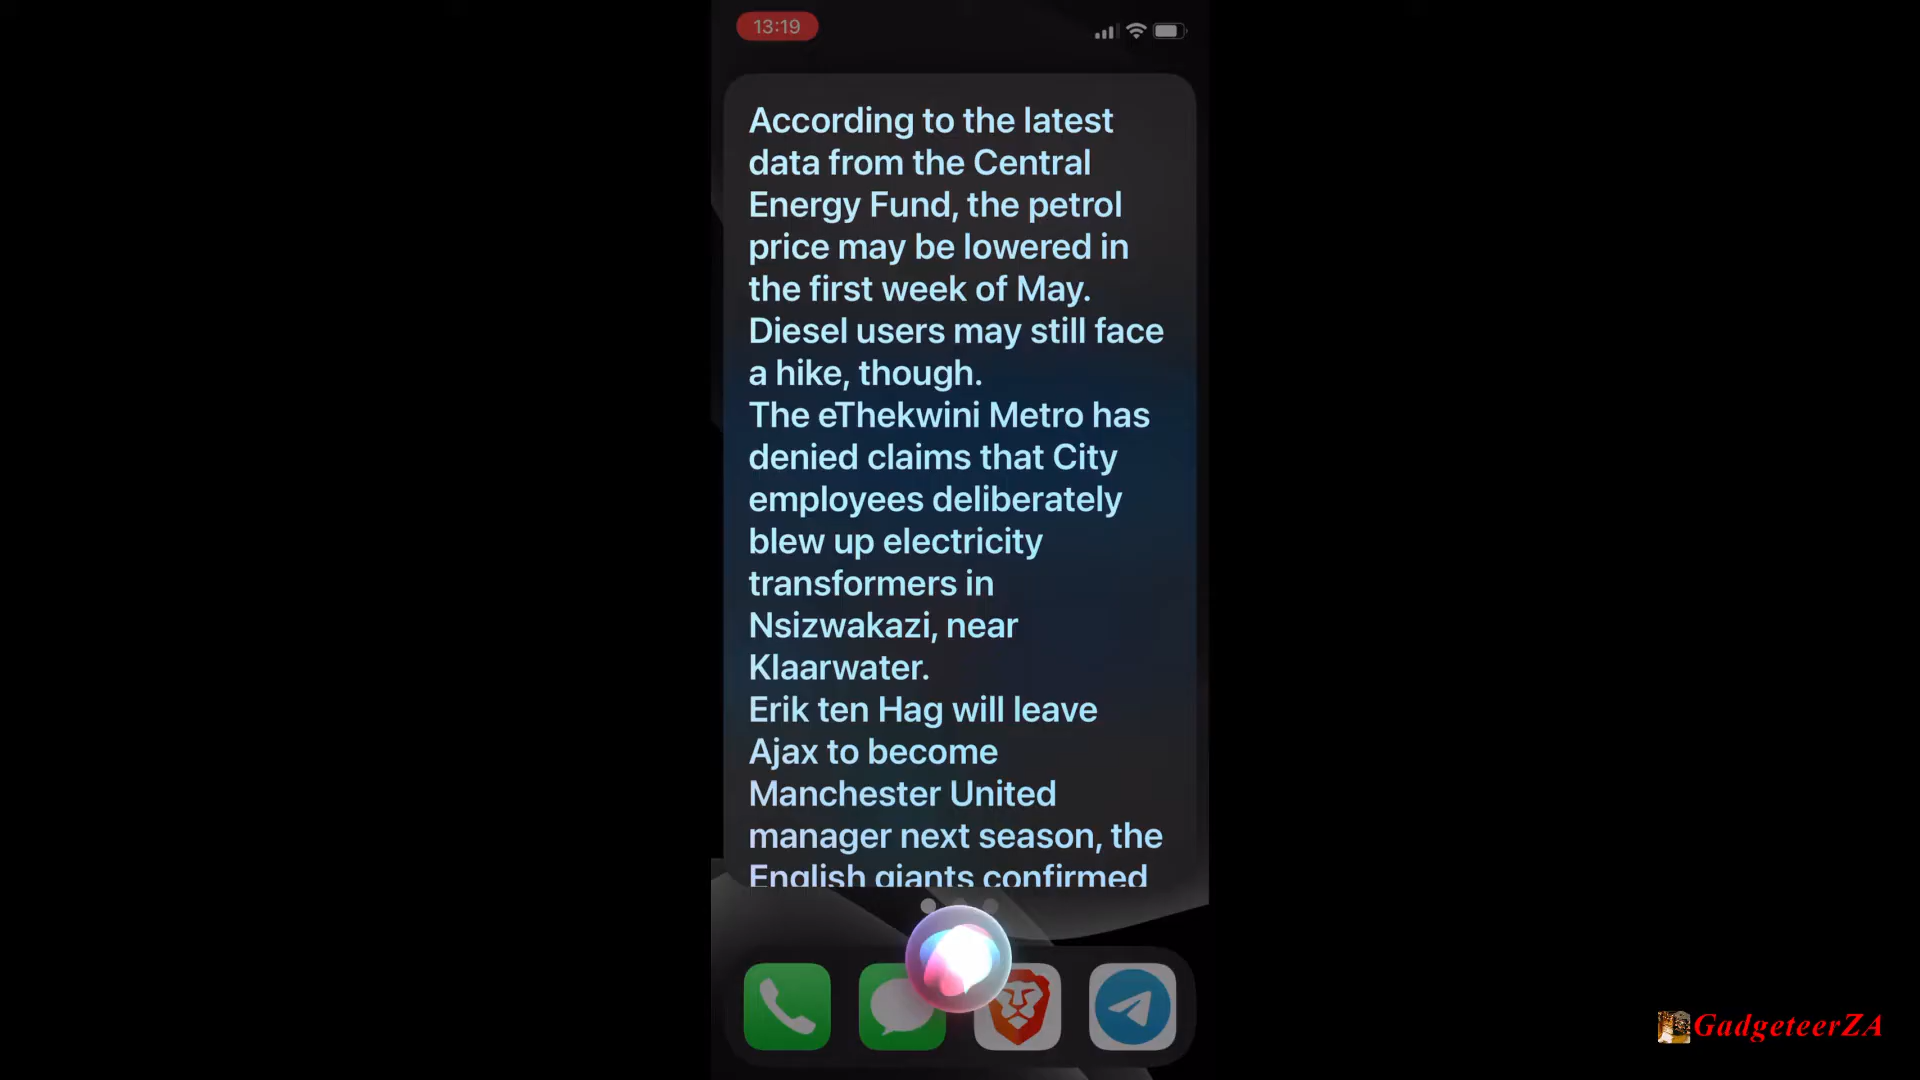 13:19
According to the latest
data from the Central
Energy Fund, the petrol
price may be lowered in
the first week of May.
Diesel users may still face
a hike, though.
The eThekwini Metro has
denied claims that City
employees deliberately
blew up electricity
transformers in
Nsizwakazi, near
Klaarwater.
Erik ten Hag will leave
Ajax to become
Manchester United
manager next season, the
English giants confirmed
GadgeteerZA